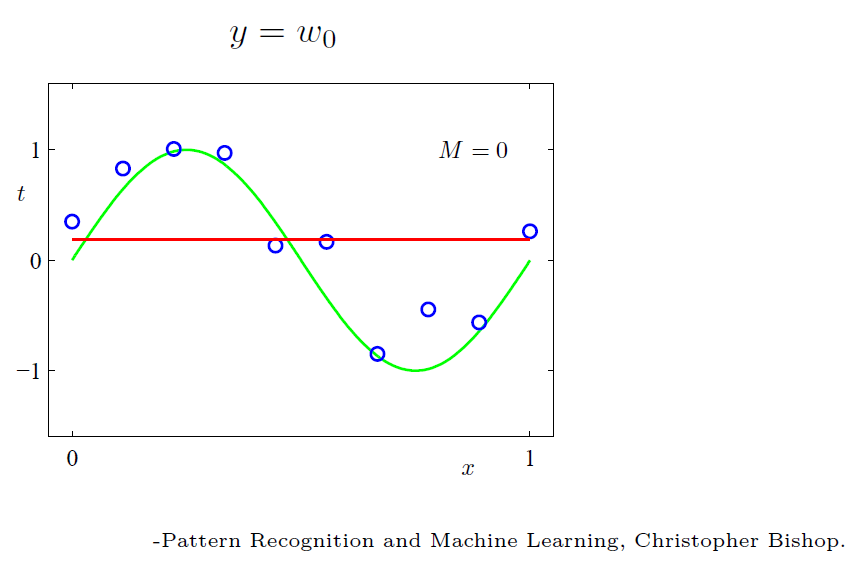 y = w₀
M = 0
1
t
0
−1
0
1
x
-Pattern Recognition and Machine Learning, Christopher Bishop.